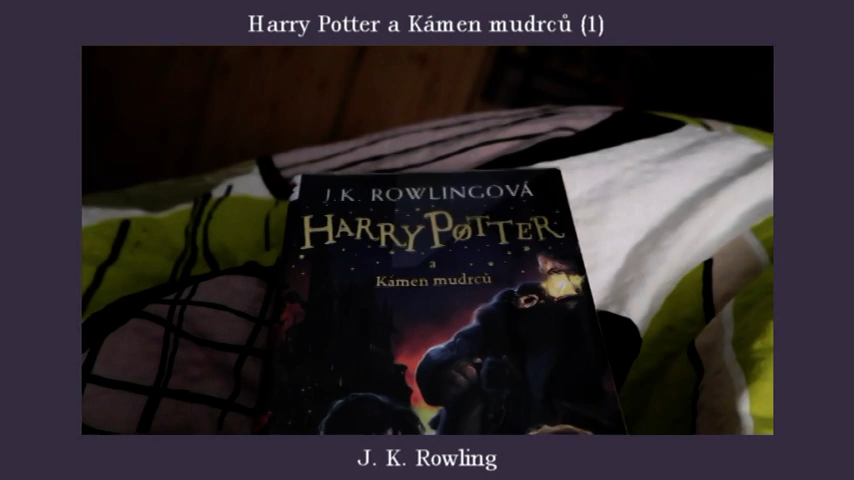 Harry Potter a Kámen mudrců (1)
J.K. ROWLINGOVÁ
HARRY POTTER
a
Kámen mudrců
J. K. Rowling